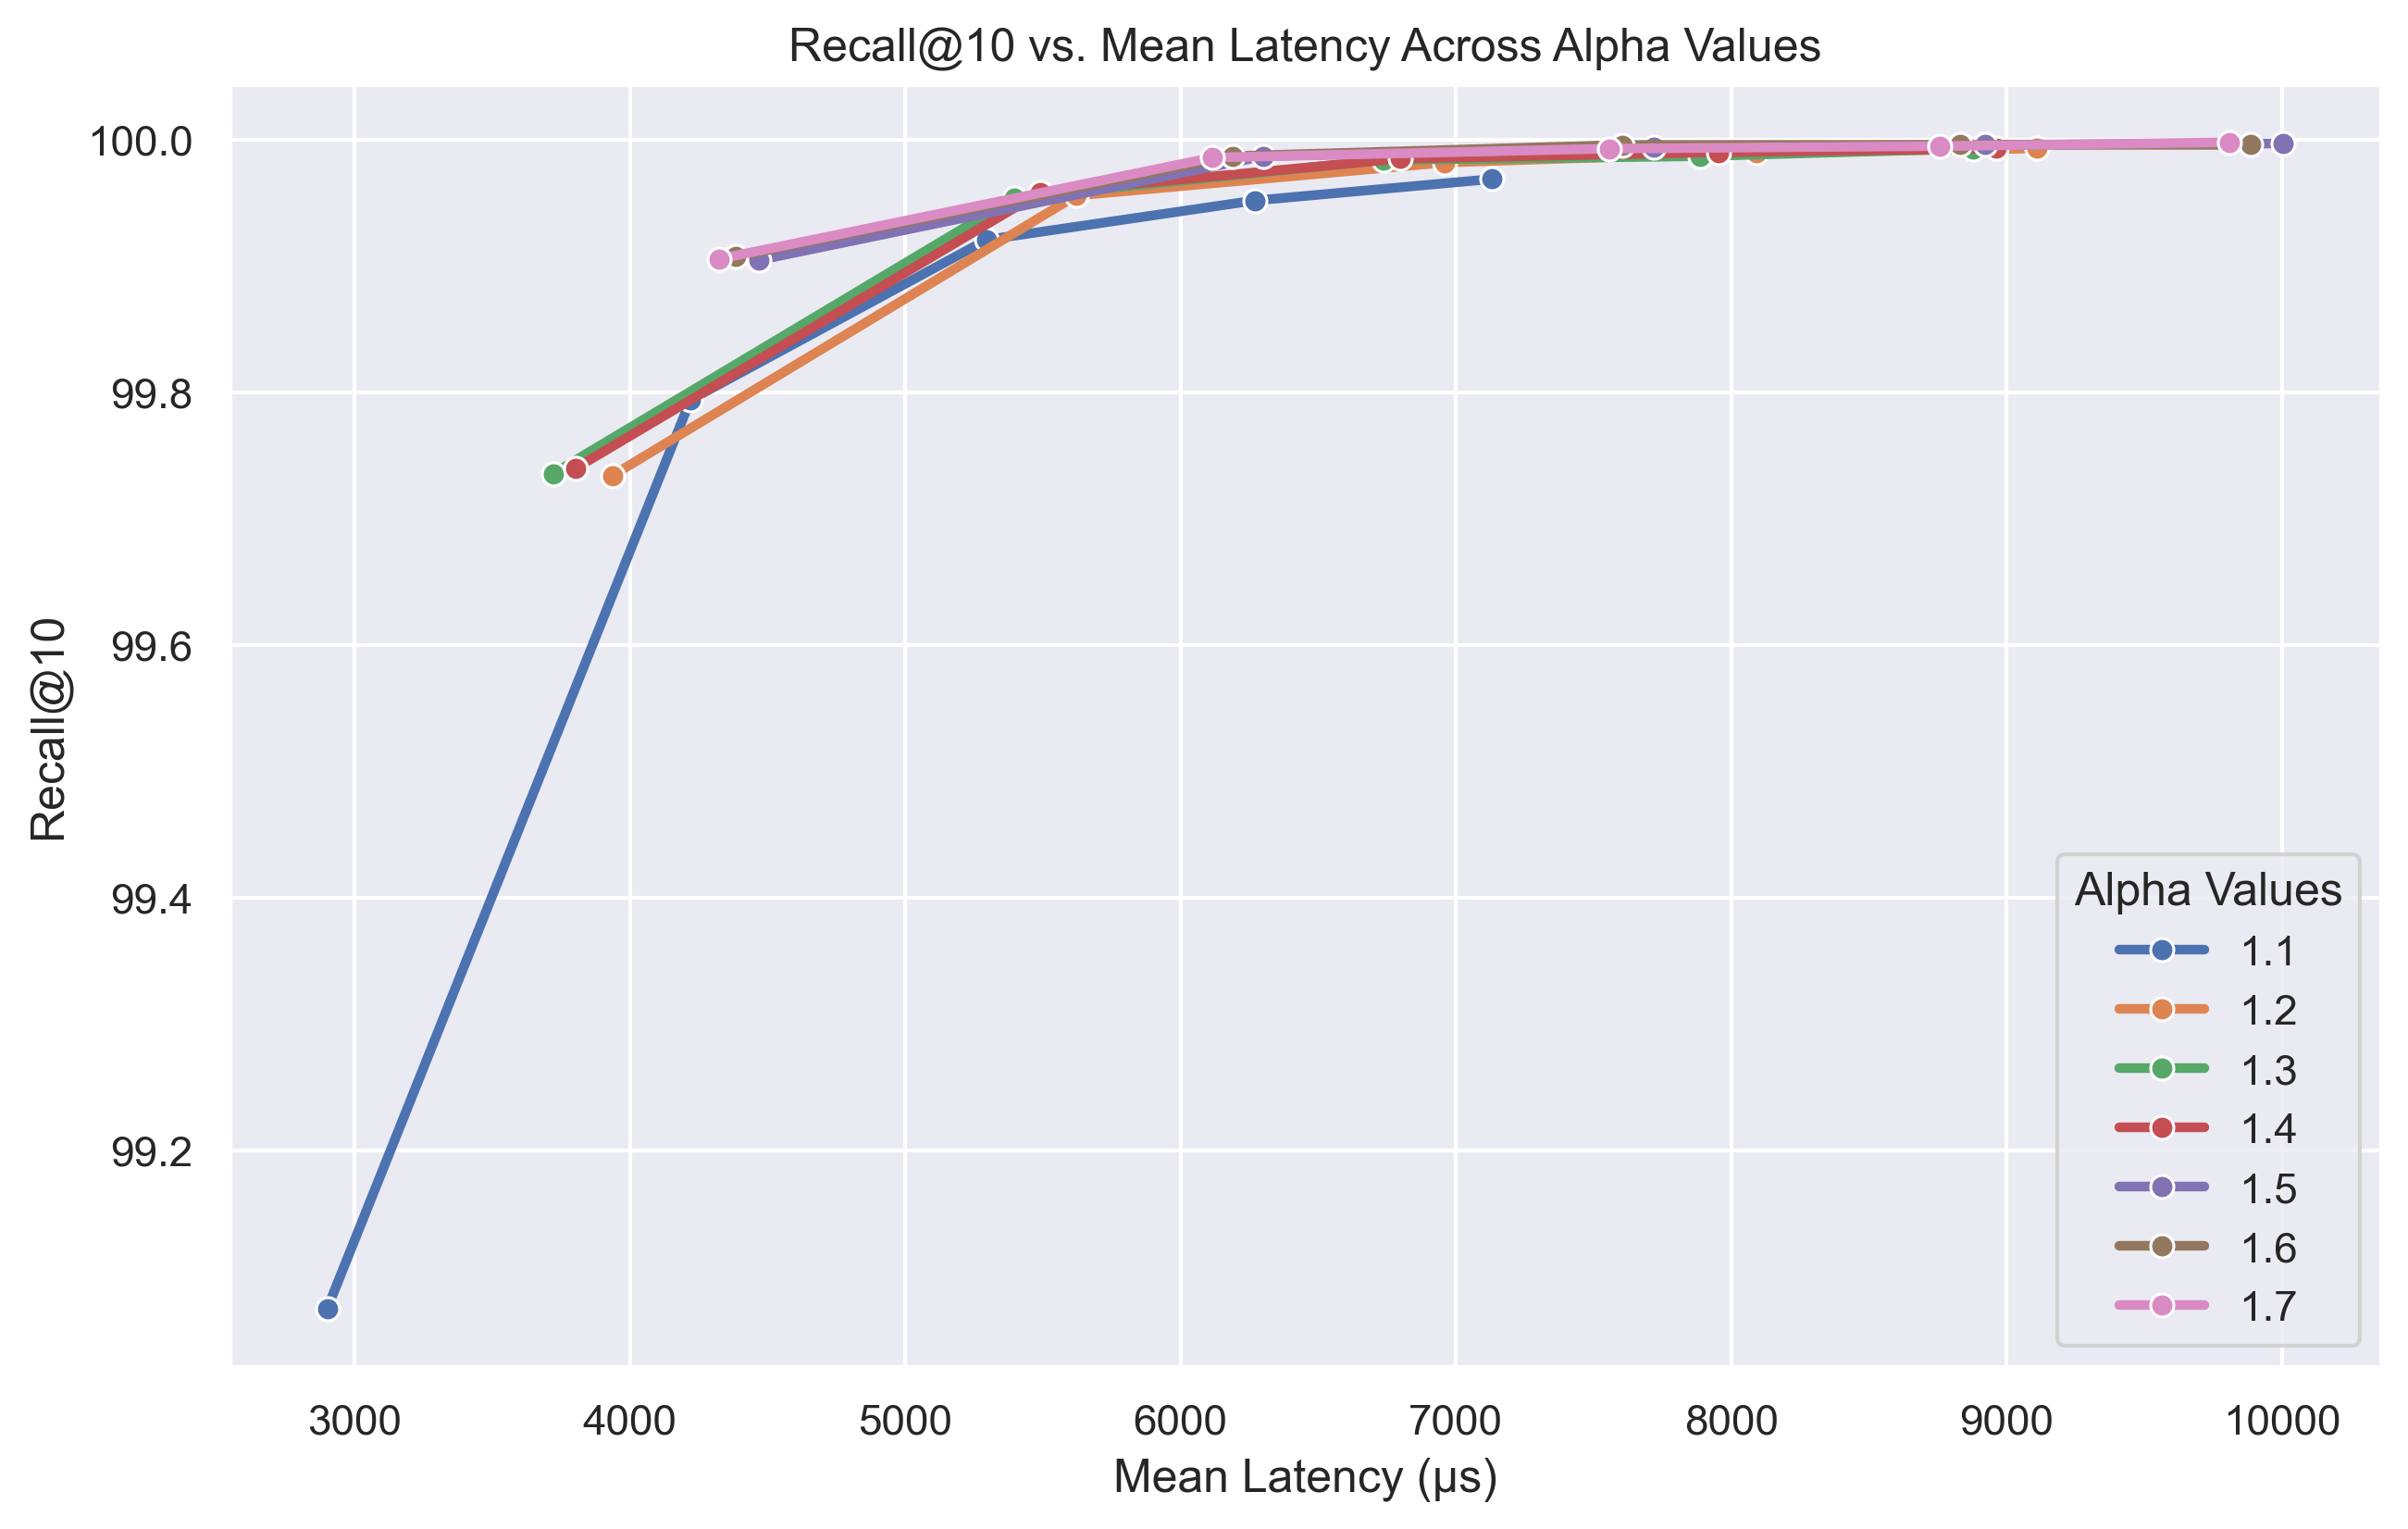 Recall@10 vs. Mean Latency Across Alpha Values
Recall@10
100.0
99.8
99.6
99.4
99.2
3000 4000 5000 6000 7000 8000 9000 10000
Mean Latency (µs)
Alpha Values
1.1
1.2
1.3
1.4
1.5
1.6
1.7